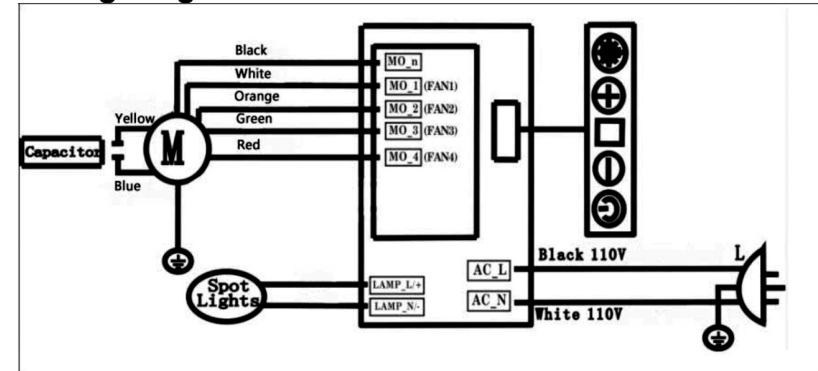 Black
White
Orange
Green
Red
Yellow
Blue
Capacitor
M
MO_n
MO_1 (FAN1)
MO_2 (FAN2)
MO_3 (FAN3)
MO_4 (FAN4)
Spot
Lights
LAMP_L/+
LAMP_N/-
AC_L
AC_N
Black 110V
White 110V
L